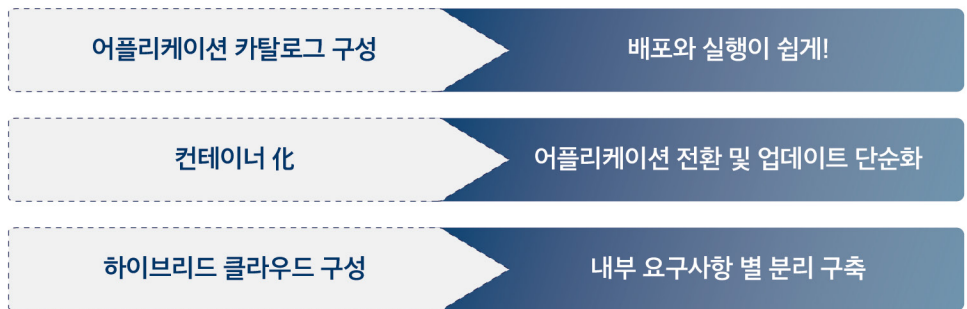 어플리케이션 카탈로그 구성
배포와 실행이 쉽게!
컨테이너 化
어플리케이션 전환 및 업데이트 단순화
하이브리드 클라우드 구성
내부 요구사항 별 분리 구축